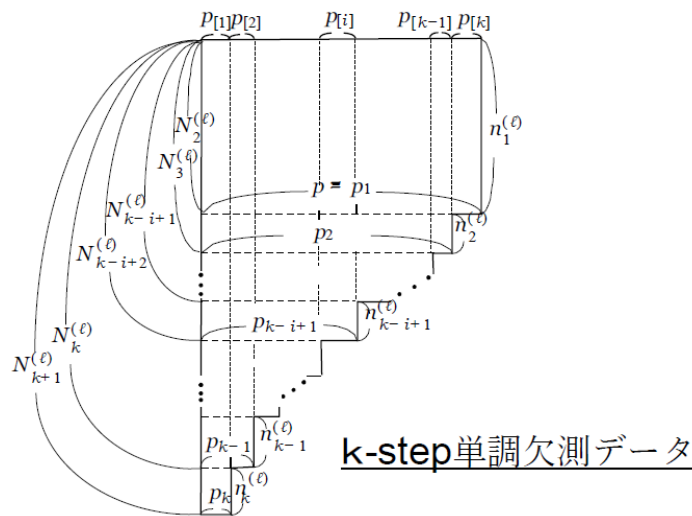 p[1] p[2] p[i] p[k−1] p[k]
N2(ℓ) n1(ℓ)
N3(ℓ)
p = p1
Nk−i+1(ℓ)
p2 n2(ℓ)
Nk−i+2(ℓ)
pk−i+1 nk−i+1(ℓ)
Nk(ℓ)
Nk+1(ℓ)
pk−1 nk−1(ℓ)
k-step単調欠測データ
pk nk(ℓ)